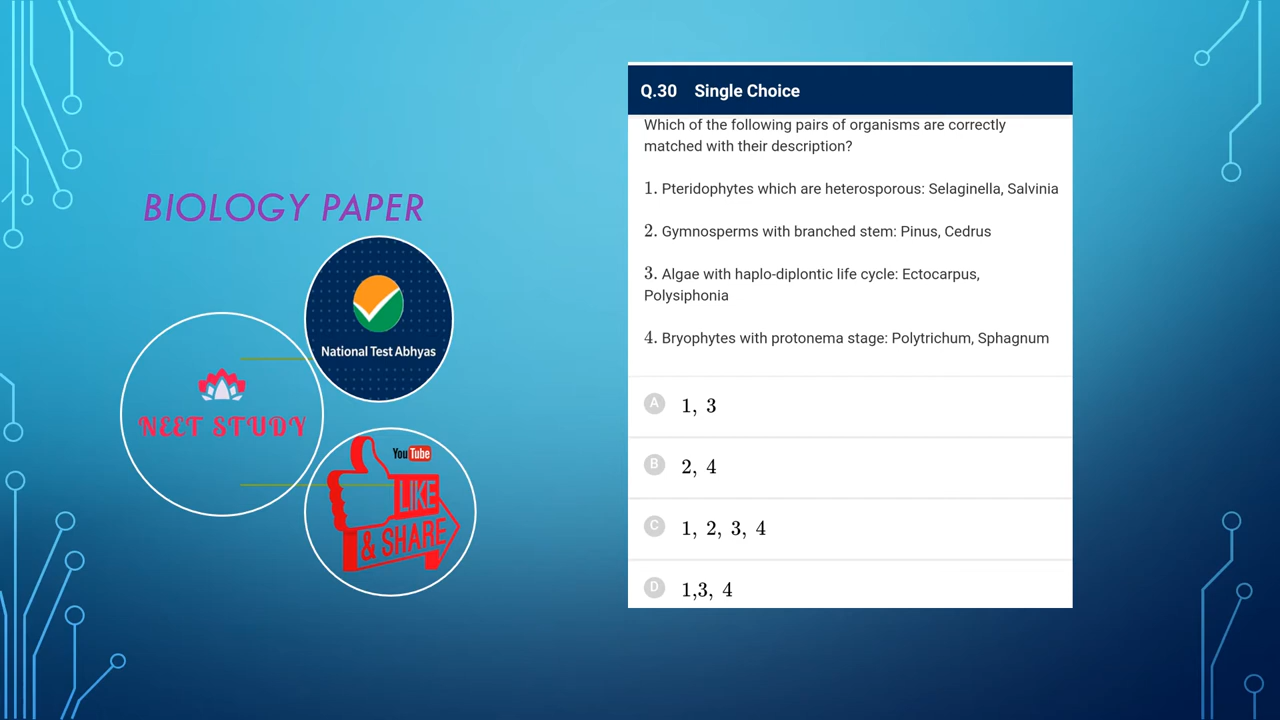 BIOLOGY PAPER
National Test Abhyas
NEET STUDY
YouTube
LIKE
& SHARE
Q.30 Single Choice
Which of the following pairs of organisms are correctly
matched with their description?
1. Pteridophytes which are heterosporous: Selaginella, Salvinia
2. Gymnosperms with branched stem: Pinus, Cedrus
3. Algae with haplo-diplontic life cycle: Ectocarpus,
Polysiphonia
4. Bryophytes with protonema stage: Polytrichum, Sphagnum
A 1, 3
B 2, 4
C 1, 2, 3, 4
D 1,3, 4